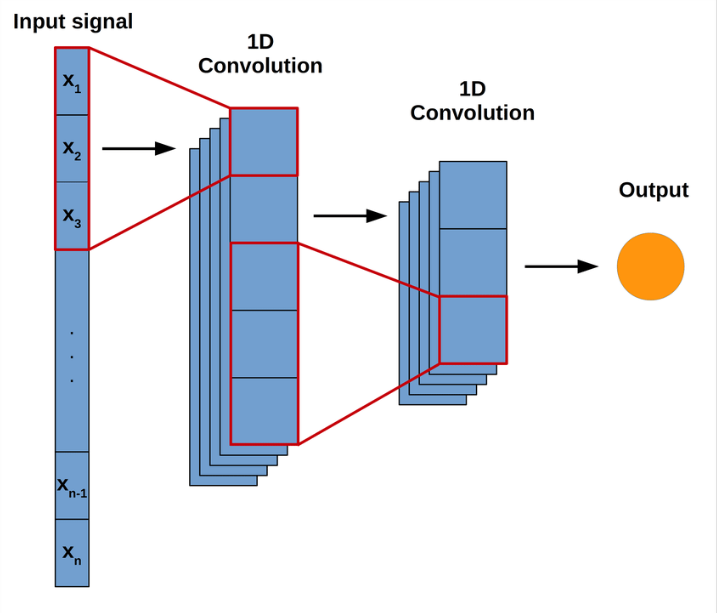 Input signal
1D
Convolution
1D
Convolution
Output
x1
x2
x3
.
.
.
xn-1
xn